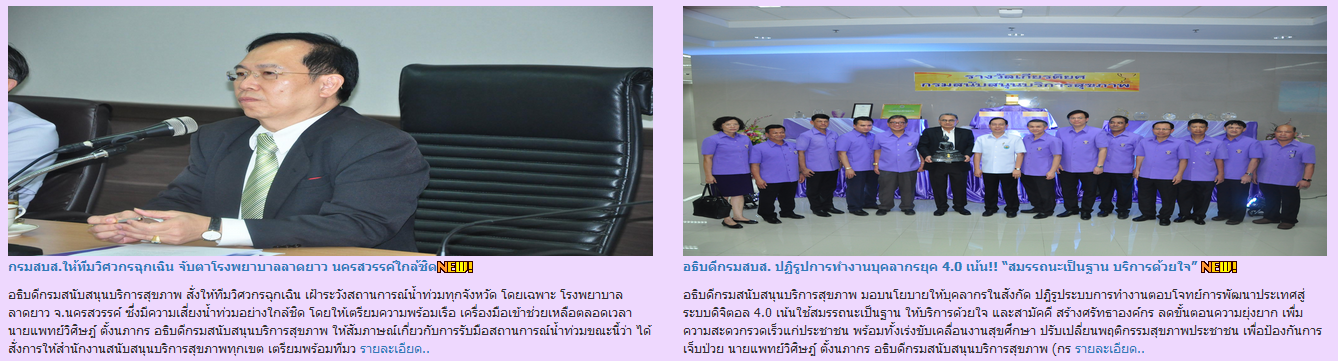 รางวัลเกียรติยศ
กรมสนับสนุนบริการสุขภาพ
กรมสบส.ให้ทีมวิศวกรฉุกเฉิน จับตาโรงพยาบาลลาดยาว นครสวรรค์ใกล้ชิด NEW!
อธิบดีกรมสนับสนุนบริการสุขภาพ สั่งให้ทีมวิศวกรฉุกเฉิน เฝ้าระวังสถานการณ์น้ำท่วมทุกจังหวัด โดยเฉพาะ โรงพยาบาล
ลาดยาว จ.นครสวรรค์ ซึ่งมีความเสี่ยงน้ำท่วมอย่างใกล้ชิด โดยให้เตรียมความพร้อมเรือ เครื่องมือเข้าช่วยเหลือตลอดเวลา
นายแพทย์วิศิษฎ์ ตั้งนภากร อธิบดีกรมสนับสนุนบริการสุขภาพ ให้สัมภาษณ์เกี่ยวกับการรับมือสถานการณ์น้ำท่วมขณะนี้ว่า ได้
สั่งการให้สำนักงานสนับสนุนบริการสุขภาพทุกเขต เตรียมพร้อมทีมว รายละเอียด..
อธิบดีกรมสบส. ปฏิรูปการทำงานบุคลากรยุค 4.0 เน้น!! “สมรรถนะเป็นฐาน บริการด้วยใจ” NEW!
อธิบดีกรมสนับสนุนบริการสุขภาพ มอบนโยบายให้บุคลากรในสังกัด ปฏิรูประบบการทำงานตอบโจทย์การพัฒนาประเทศสู่
ระบบดิจิตอล 4.0 เน้นใช้สมรรถนะเป็นฐาน ให้บริการด้วยใจ และสามัคคี สร้างศรัทธาองค์กร ลดขั้นตอนความยุ่งยาก เพิ่ม
ความสะดวกรวดเร็วแก่ประชาชน พร้อมทั้งเร่งขับเคลื่อนงานสุขศึกษา ปรับเปลี่ยนพฤติกรรมสุขภาพประชาชน เพื่อป้องกันการ
เจ็บป่วย นายแพทย์วิศิษฎ์ ตั้งนภากร อธิบดีกรมสนับสนุนบริการสุขภาพ (กร รายละเอียด..